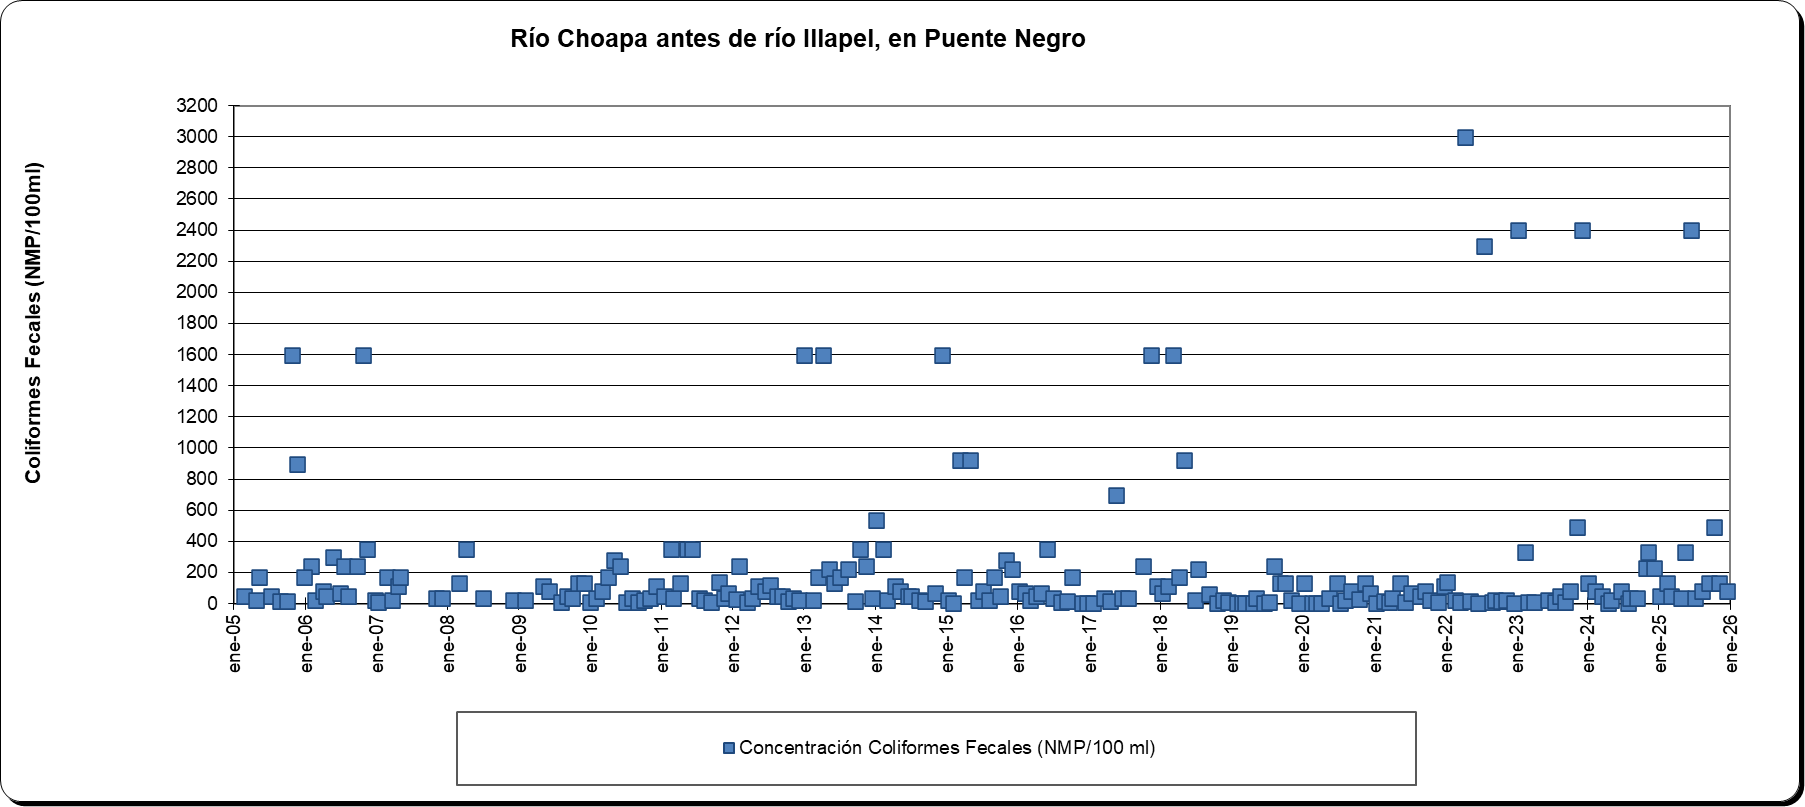 Río Choapa antes de río Illapel, en Puente Negro
Coliformes Fecales (NMP/100ml)
3200
3000
2800
2600
2400
2200
2000
1800
1600
1400
1200
1000
800
600
400
200
0
ene-05
ene-06
ene-07
ene-08
ene-09
ene-10
ene-11
ene-12
ene-13
ene-14
ene-15
ene-16
ene-17
ene-18
ene-19
ene-20
ene-21
ene-22
ene-23
ene-24
ene-25
ene-26
Concentración Coliformes Fecales (NMP/100 ml)